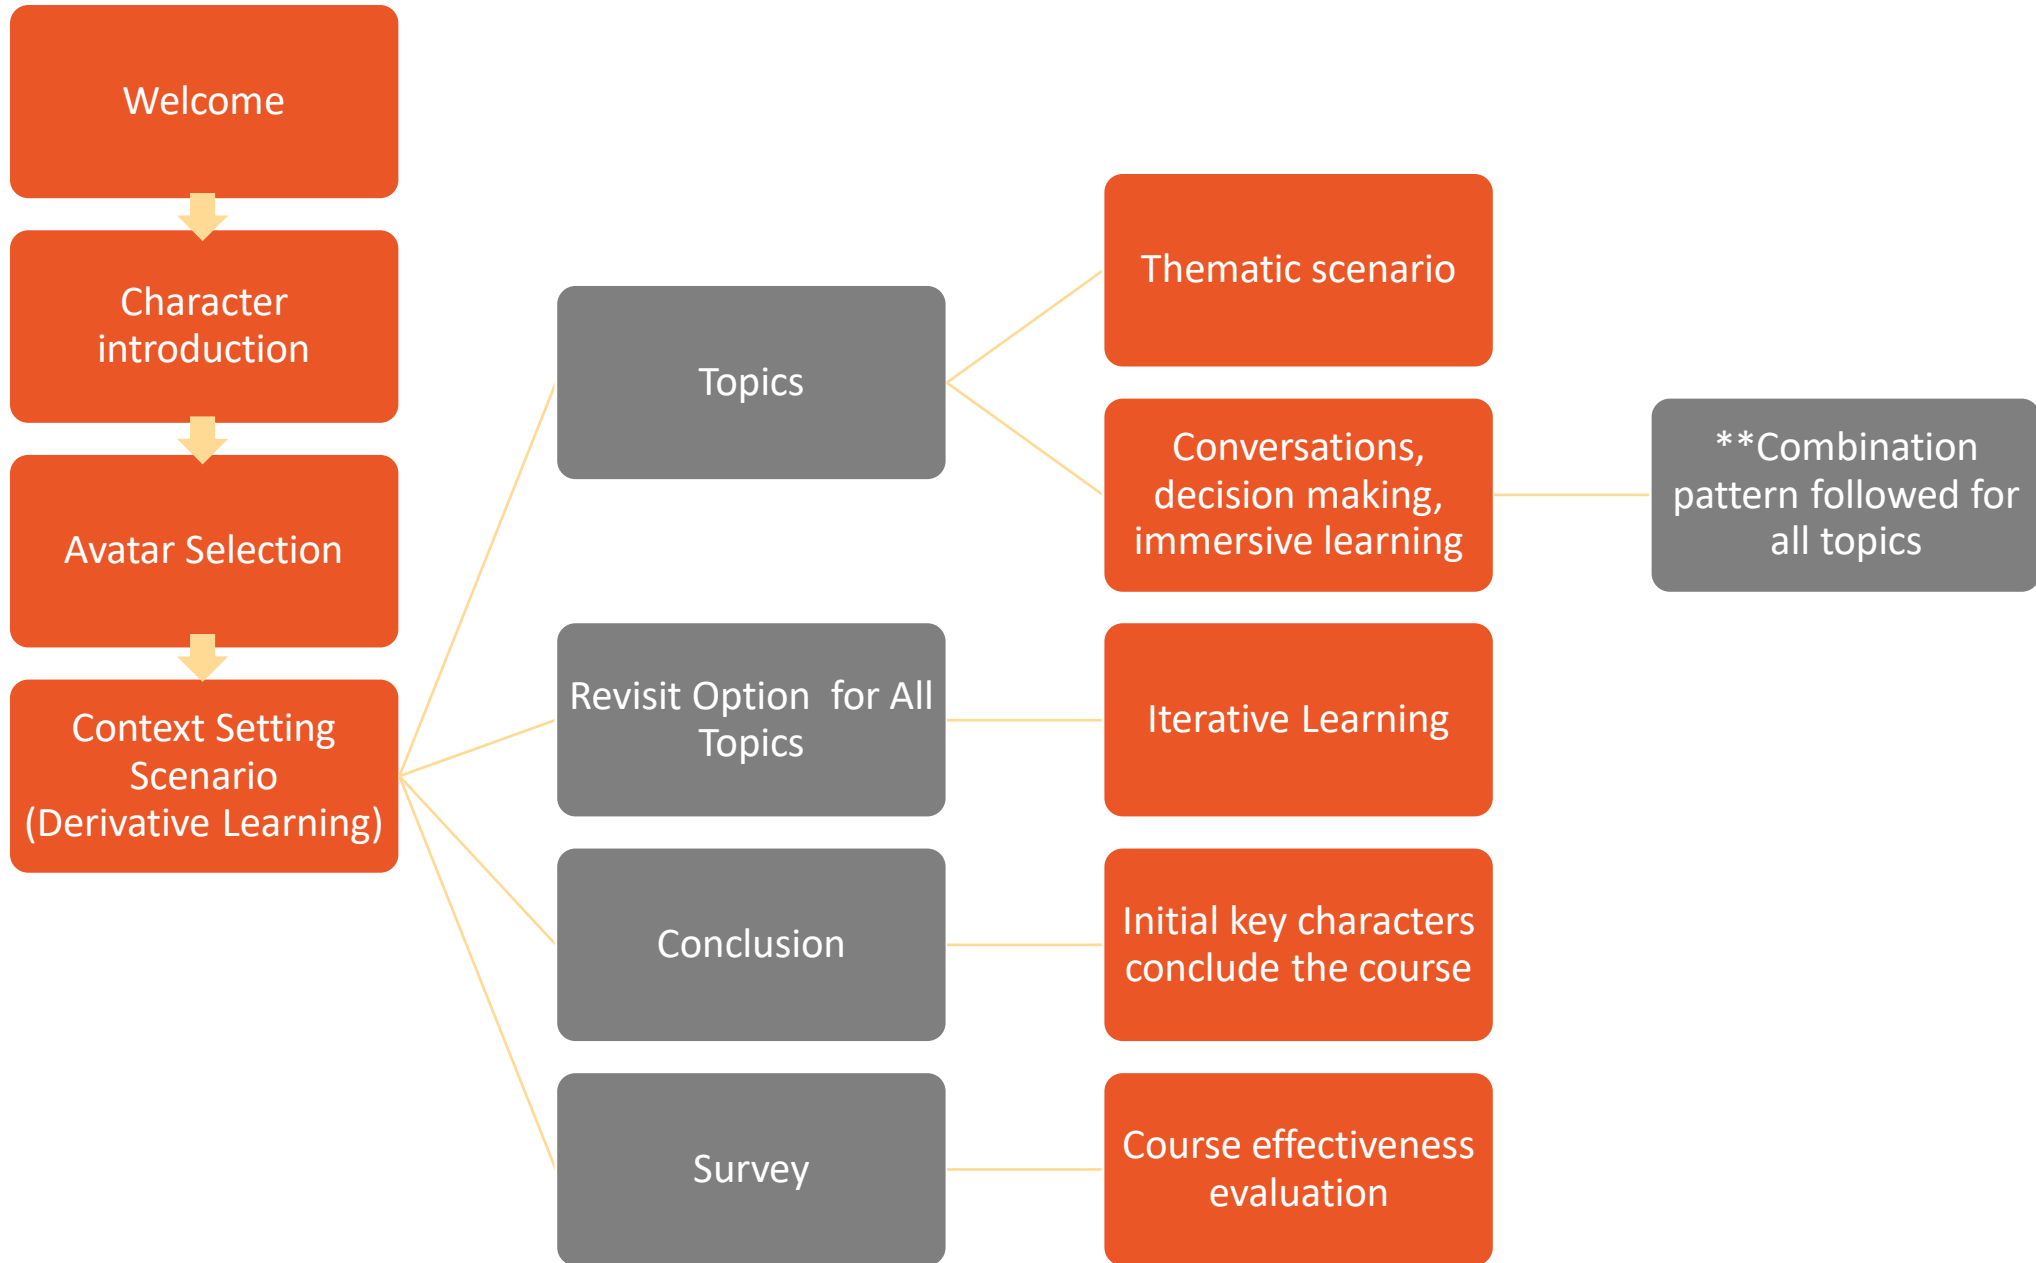 Welcome
Character
introduction
Avatar Selection
Context Setting
Scenario
(Derivative Learning)
Topics
Thematic scenario
Conversations,
decision making,
immersive learning
**Combination
pattern followed for
all topics
Revisit Option  for All
Topics
Iterative Learning
Conclusion
Initial key characters
conclude the course
Survey
Course effectiveness
evaluation